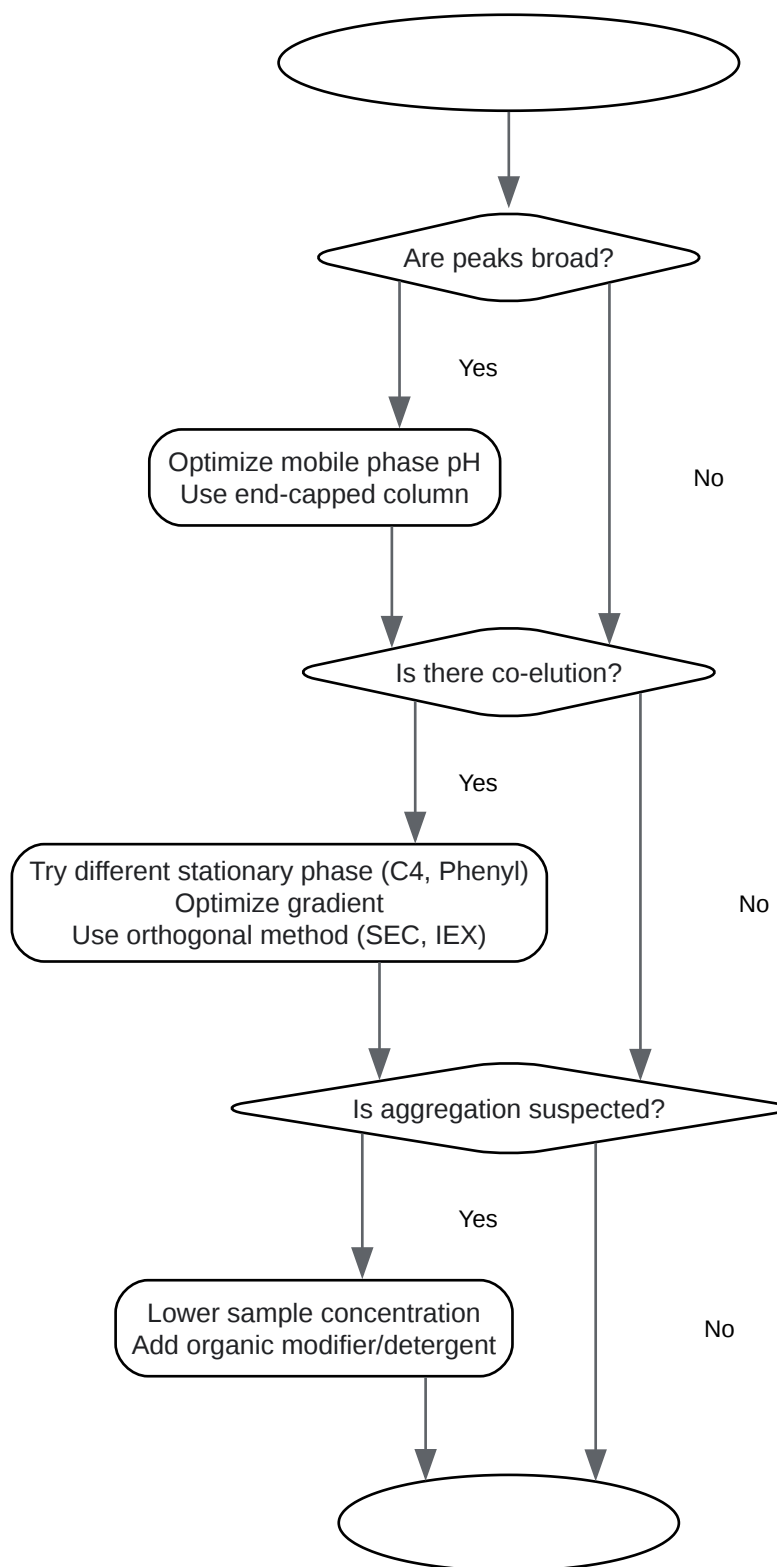 Are peaks broad?
Yes
Optimize mobile phase pH
Use end-capped column
No
Is there co-elution?
Yes
Try different stationary phase (C4, Phenyl)
Optimize gradient
Use orthogonal method (SEC, IEX)
No
Is aggregation suspected?
Yes
Lower sample concentration
Add organic modifier/detergent
No